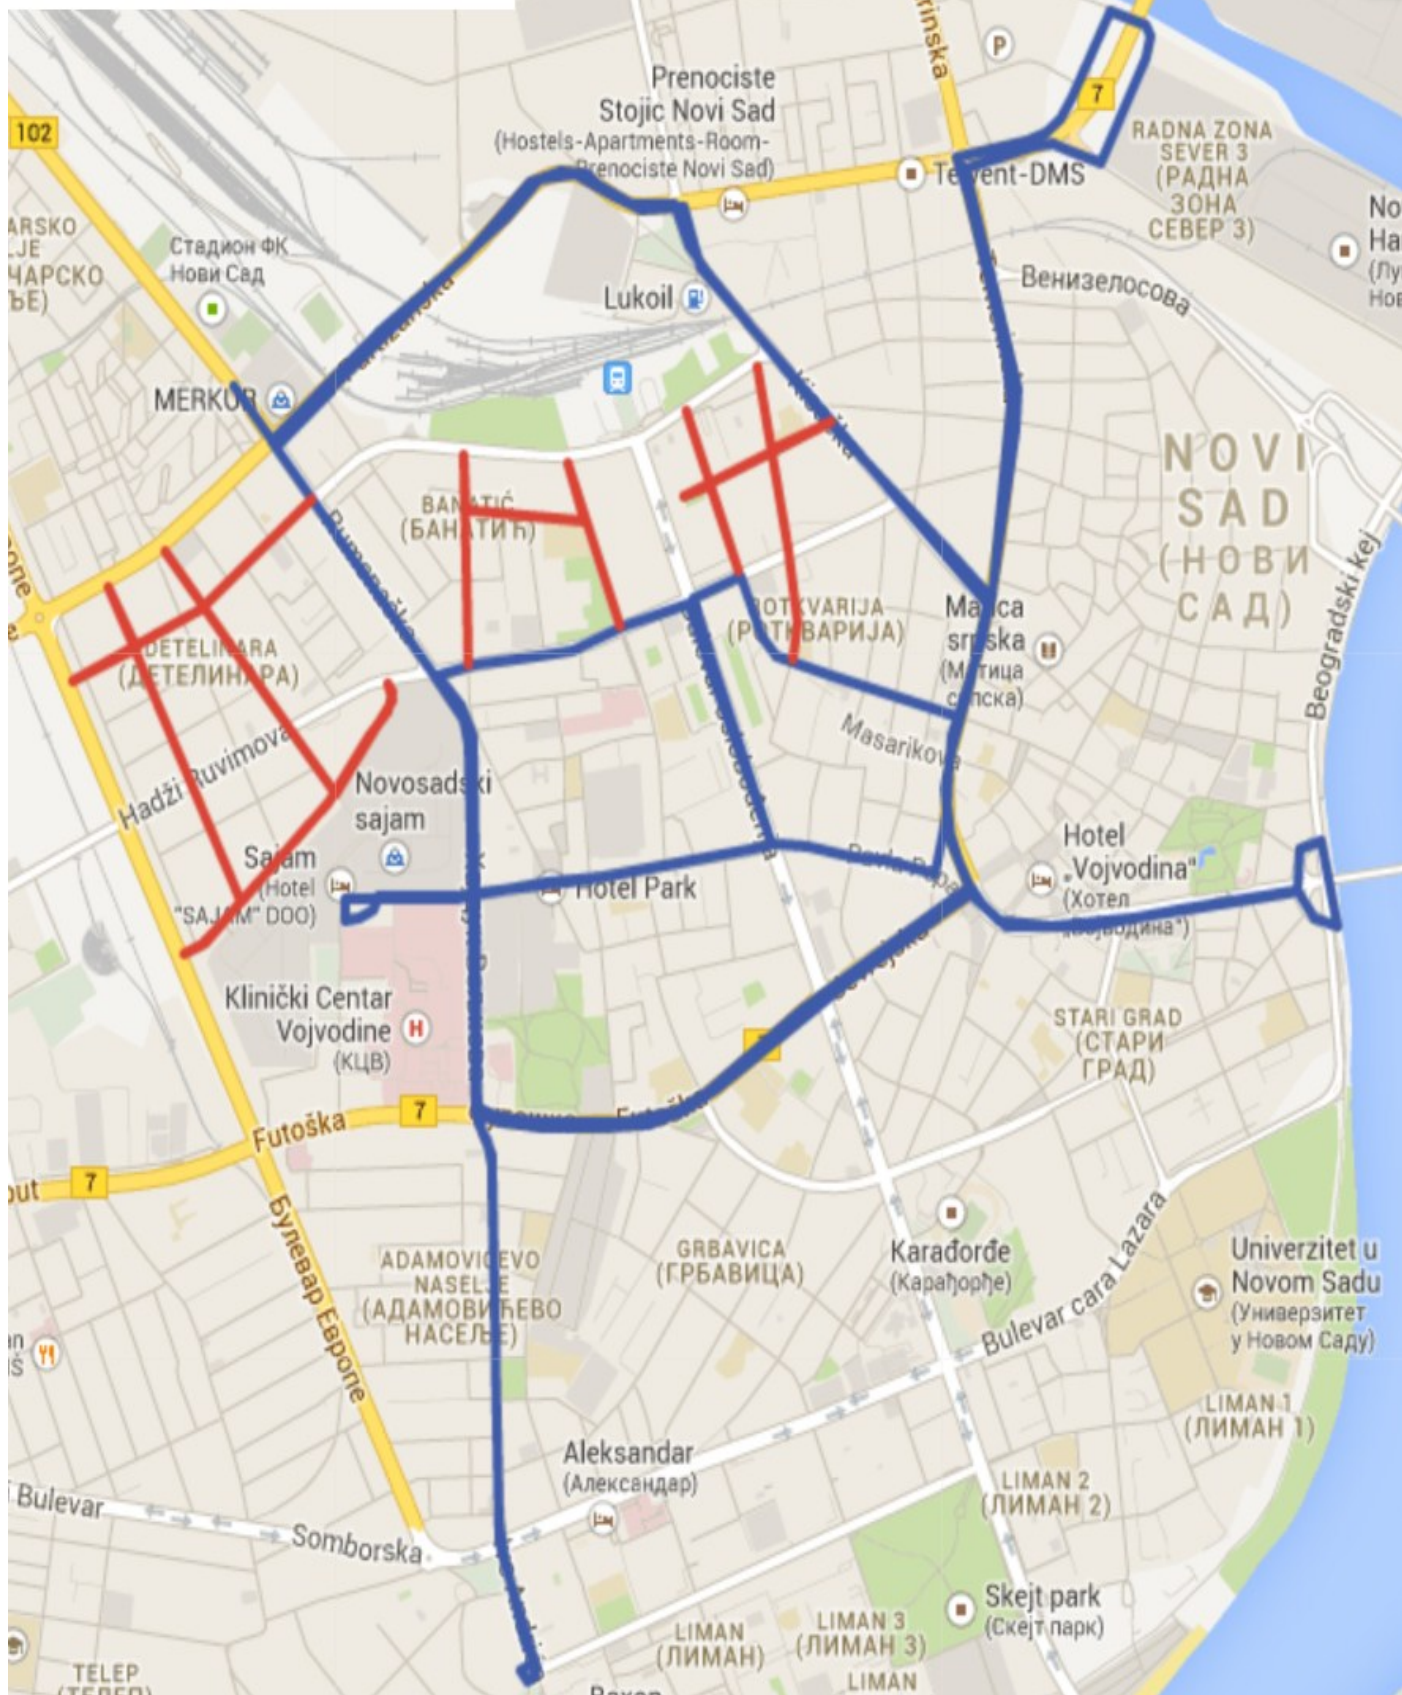 102
7
P
Prenociste
Stojic Novi Sad
(Hostels-Apartments-Room-
Prenociste Novi Sad)
RADNA ZONA
SEVER 3
(РАДНА
ЗОНА
СЕВЕР 3)
Стадион ФК
Нови Сад
Венизелосова
Lukoil
MERKUR
NOVI
SAD
(НОВИ
САД)
BANATIĆ
(БАНАТИЋ)
Rumenačka
DETELINARA
(ДЕТЕЛИНАРА)
ROTKVARIJA
(РОТКВАРИЈА)
Matica
srpska
(Матица
српска)
Beogradski kej
Masarikova
Hadži Ruvimova
Novosadski
sajam
Sajam
(Hotel
"SAJAM" DOO)
Hotel Park
Hotel
„Vojvodina"
(Хотел
„Војводина")
Klinički Centar
Vojvodine
(КЦВ)
H
STARI GRAD
(СТАРИ
ГРАД)
Futoška
7
Futoška
7
Булевар Европе
ADAMOVIĆEVO
NASELJE
(АДАМОВИЋЕВО
НАСЕЉЕ)
GRBAVICA
(ГРБАВИЦА)
Karađorđe
(Карађорђе)
Bulevar cara Lazara
Univerzitet u
Novom Sadu
(Универзитет
у Новом Саду)
LIMAN 1
(ЛИМАН 1)
Aleksandar
(Александар)
LIMAN 2
(ЛИМАН 2)
Bulevar
Somborska
Skejt park
(Скејт парк)
LIMAN
(ЛИМАН)
LIMAN 3
(ЛИМАН 3)
LIMAN
TELEP